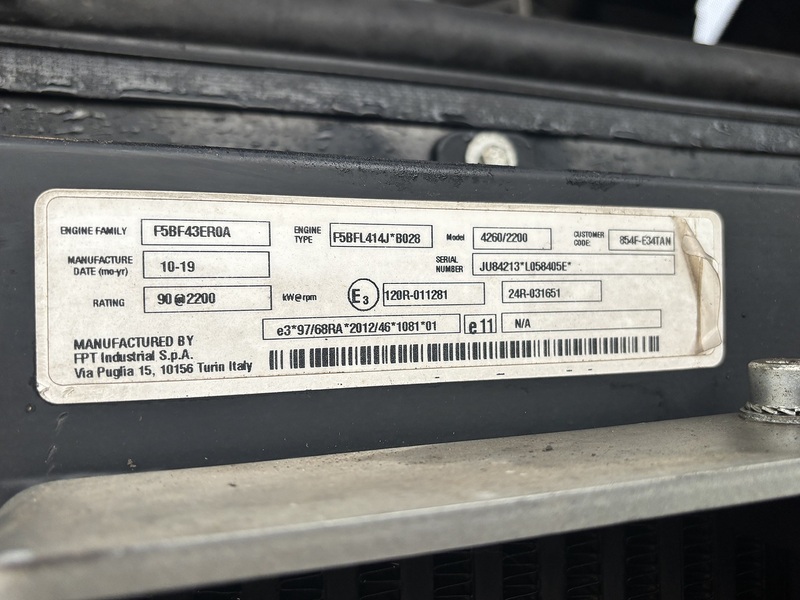 ENGINE FAMILY F5BF43ER0A ENGINE TYPE F5BFL414J*B028 Model 4260/2200 CUSTOMER CODE: 854F-E34TAN
MANUFACTURE DATE (mo-yr) 10-19 SERIAL NUMBER JU84213*L058405E*
RATING 90@2200 kW@rpm E3 120R-011281 24R-031651
e3*97/68RA*2012/46*1081*01 e11 N/A
MANUFACTURED BY
FPT Industrial S.p.A.
Via Puglia 15, 10156 Turin Italy